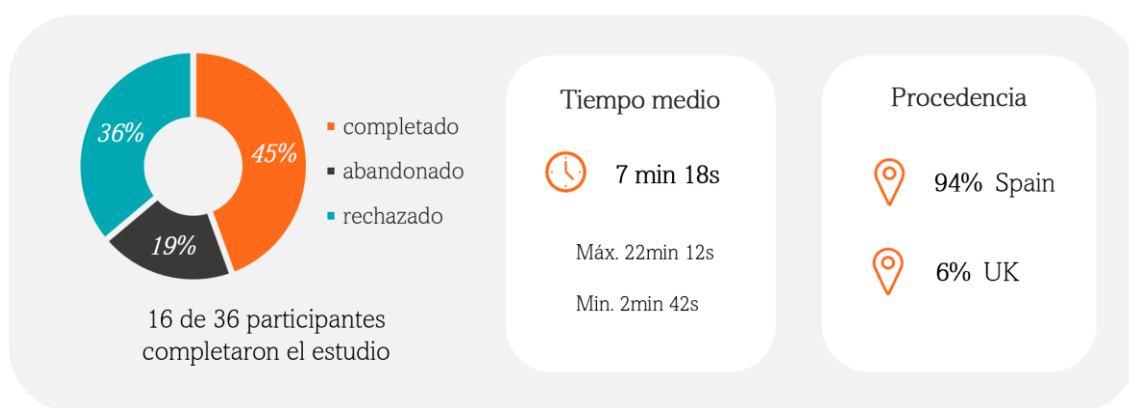 36%
45%
19%
completado
abandonado
rechazado
16 de 36 participantes
completaron el estudio
Tiempo medio
7 min 18s
Máx. 22min 12s
Min. 2min 42s
Procedencia
94% Spain
6% UK